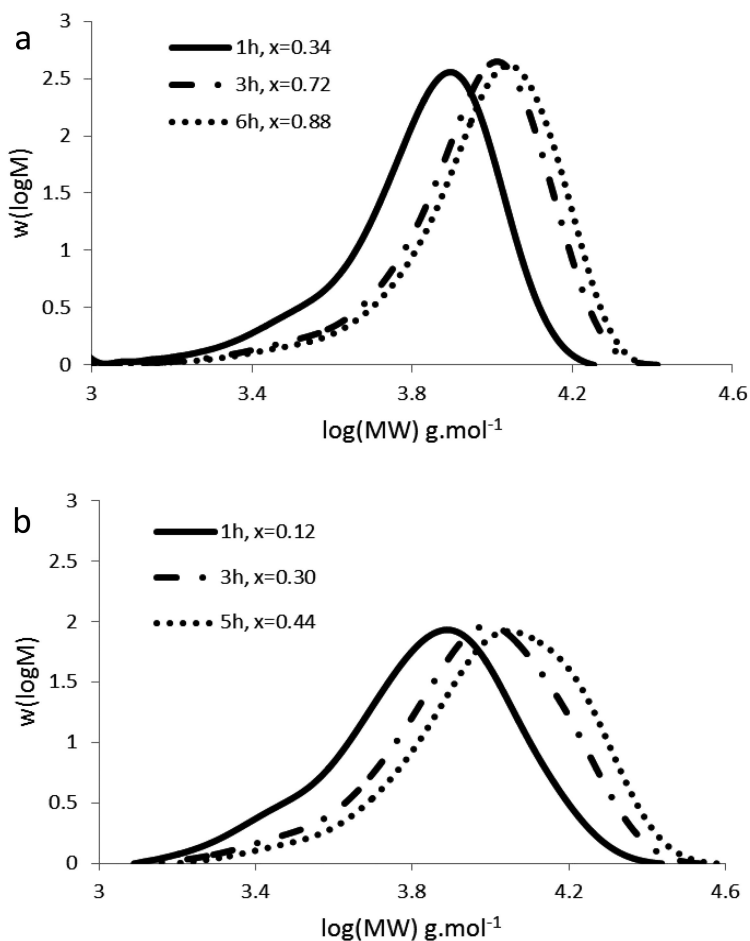 a
3
2.5
2
1.5
1
0.5
0
w(logM)
1h, x=0.34
3h, x=0.72
6h, x=0.88
3 3.4 3.8 4.2 4.6
log(MW) g.mol⁻¹
b
3
2.5
2
1.5
1
0.5
0
w(logM)
1h, x=0.12
3h, x=0.30
5h, x=0.44
3 3.4 3.8 4.2 4.6
log(MW) g.mol⁻¹